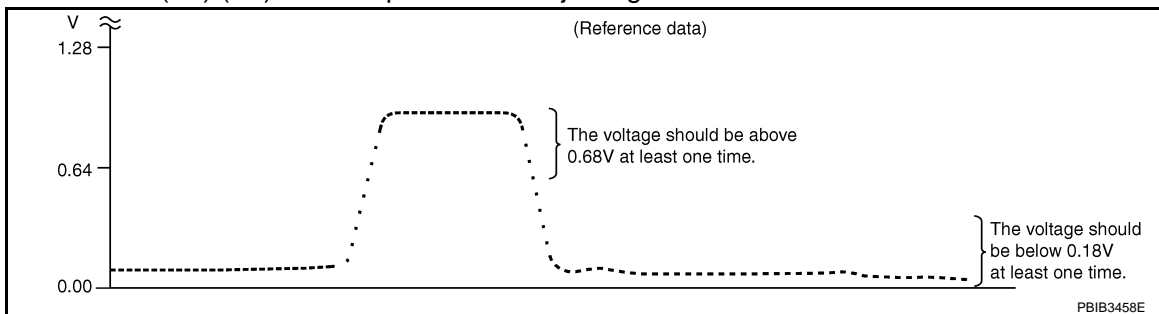 V
(Reference data)
1.28
The voltage should be above
0.68V at least one time.
0.64
The voltage should
be below 0.18V
at least one time.
0.00
PBIB3458E